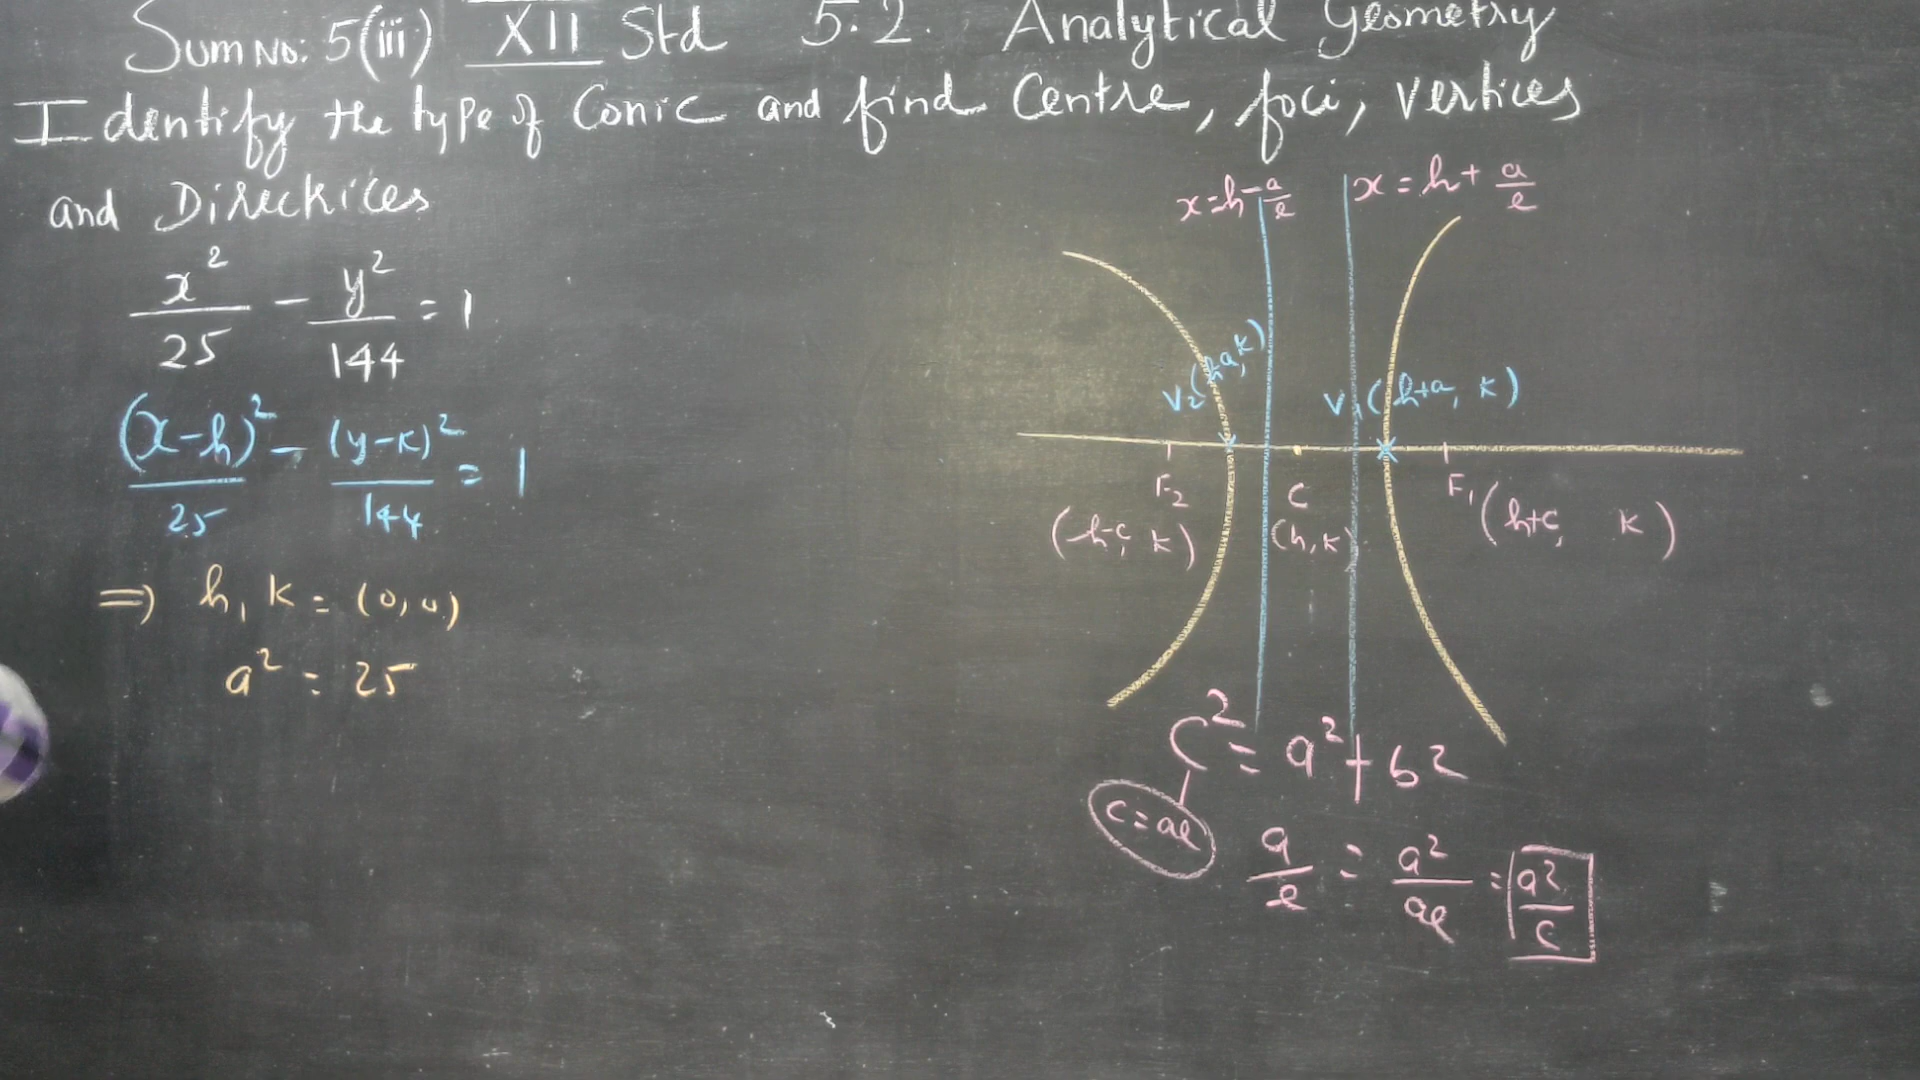 Sum No: 5(iii) XII Std 5.2. Analytical Geometry
Identify the type of Conic and find Centre, foci, vertices
and Directrices
x²/25 - y²/144 = 1
(x-h)²/25 - (y-k)²/144 = 1
⇒ h, k = (0,0)
a² = 25
x=h-a/e
x=h+a/e
V₂(h-a,k)
V₁(h+a, k)
F₂
C
F₁
(h-c, k)
(h,k)
(h+c, k)
C² = a²+b²
C=ae
a/e = a²/ae = a²/c